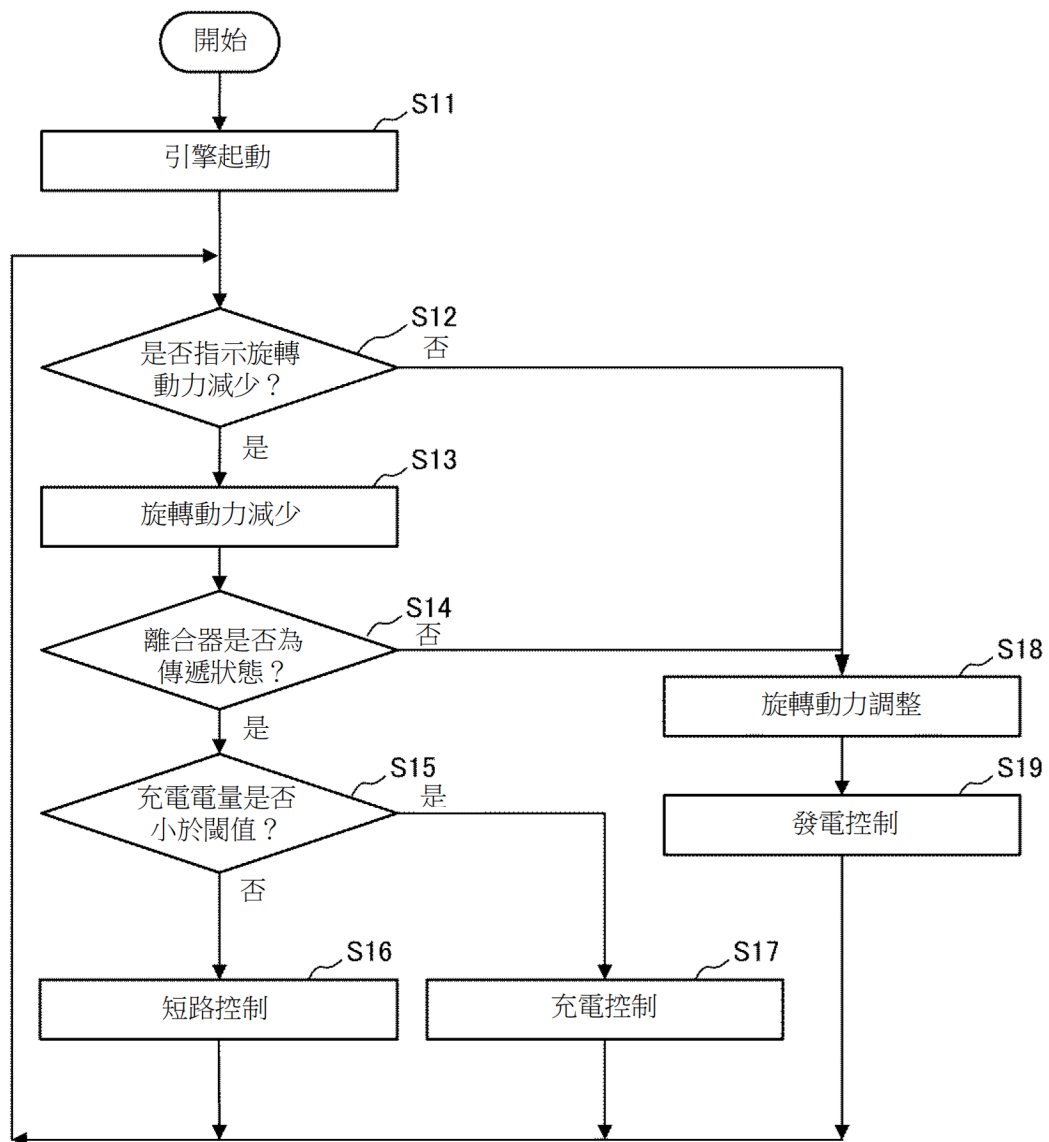 開始
S11
引擎起動
S12
是否指示旋轉
動力減少？
否
是
S13
旋轉動力減少
S14
離合器是否為
傳遞狀態？
否
是
S18
旋轉動力調整
S15
充電電量是否
小於閾值？
是
否
S19
發電控制
S16
短路控制
S17
充電控制